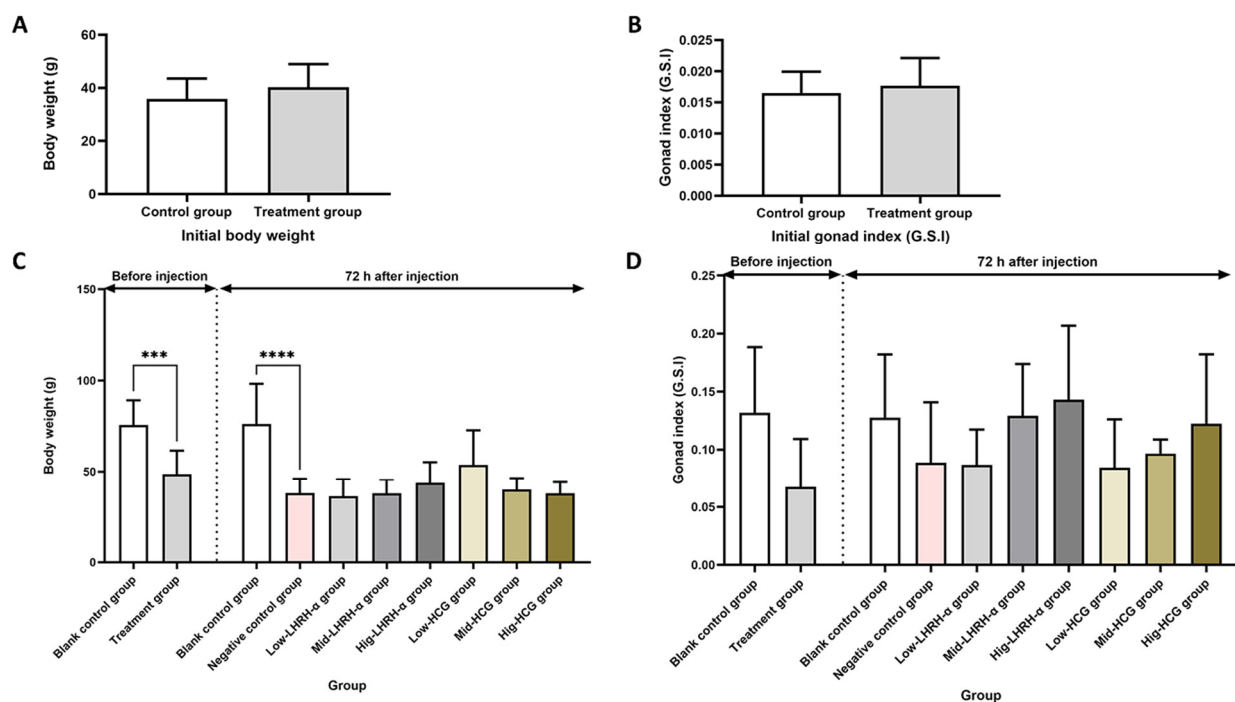 A
Body weight (g)
60
40
20
0
Control group Treatment group
Initial body weight
B
Gonad index (G.S.I)
0.025
0.020
0.015
0.010
0.005
0.000
Control group Treatment group
Initial gonad index (G.S.I)
C
Before injection 72 h after injection
Body weight (g)
150
100
50
0
*** ****
Blank control group
Treatment group
Blank control group
Negative control group
Low-LHRH-α group
Mid-LHRH-α group
Hig-LHRH-α group
Low-HCG group
Mid-HCG group
Hig-HCG group
Group
D
Before injection 72 h after injection
Gonad index (G.S.I)
0.25
0.20
0.15
0.10
0.05
0.00
Blank control group
Treatment group
Blank control group
Negative control group
Low-LHRH-α group
Mid-LHRH-α group
Hig-LHRH-α group
Low-HCG group
Mid-HCG group
Hig-HCG group
Group